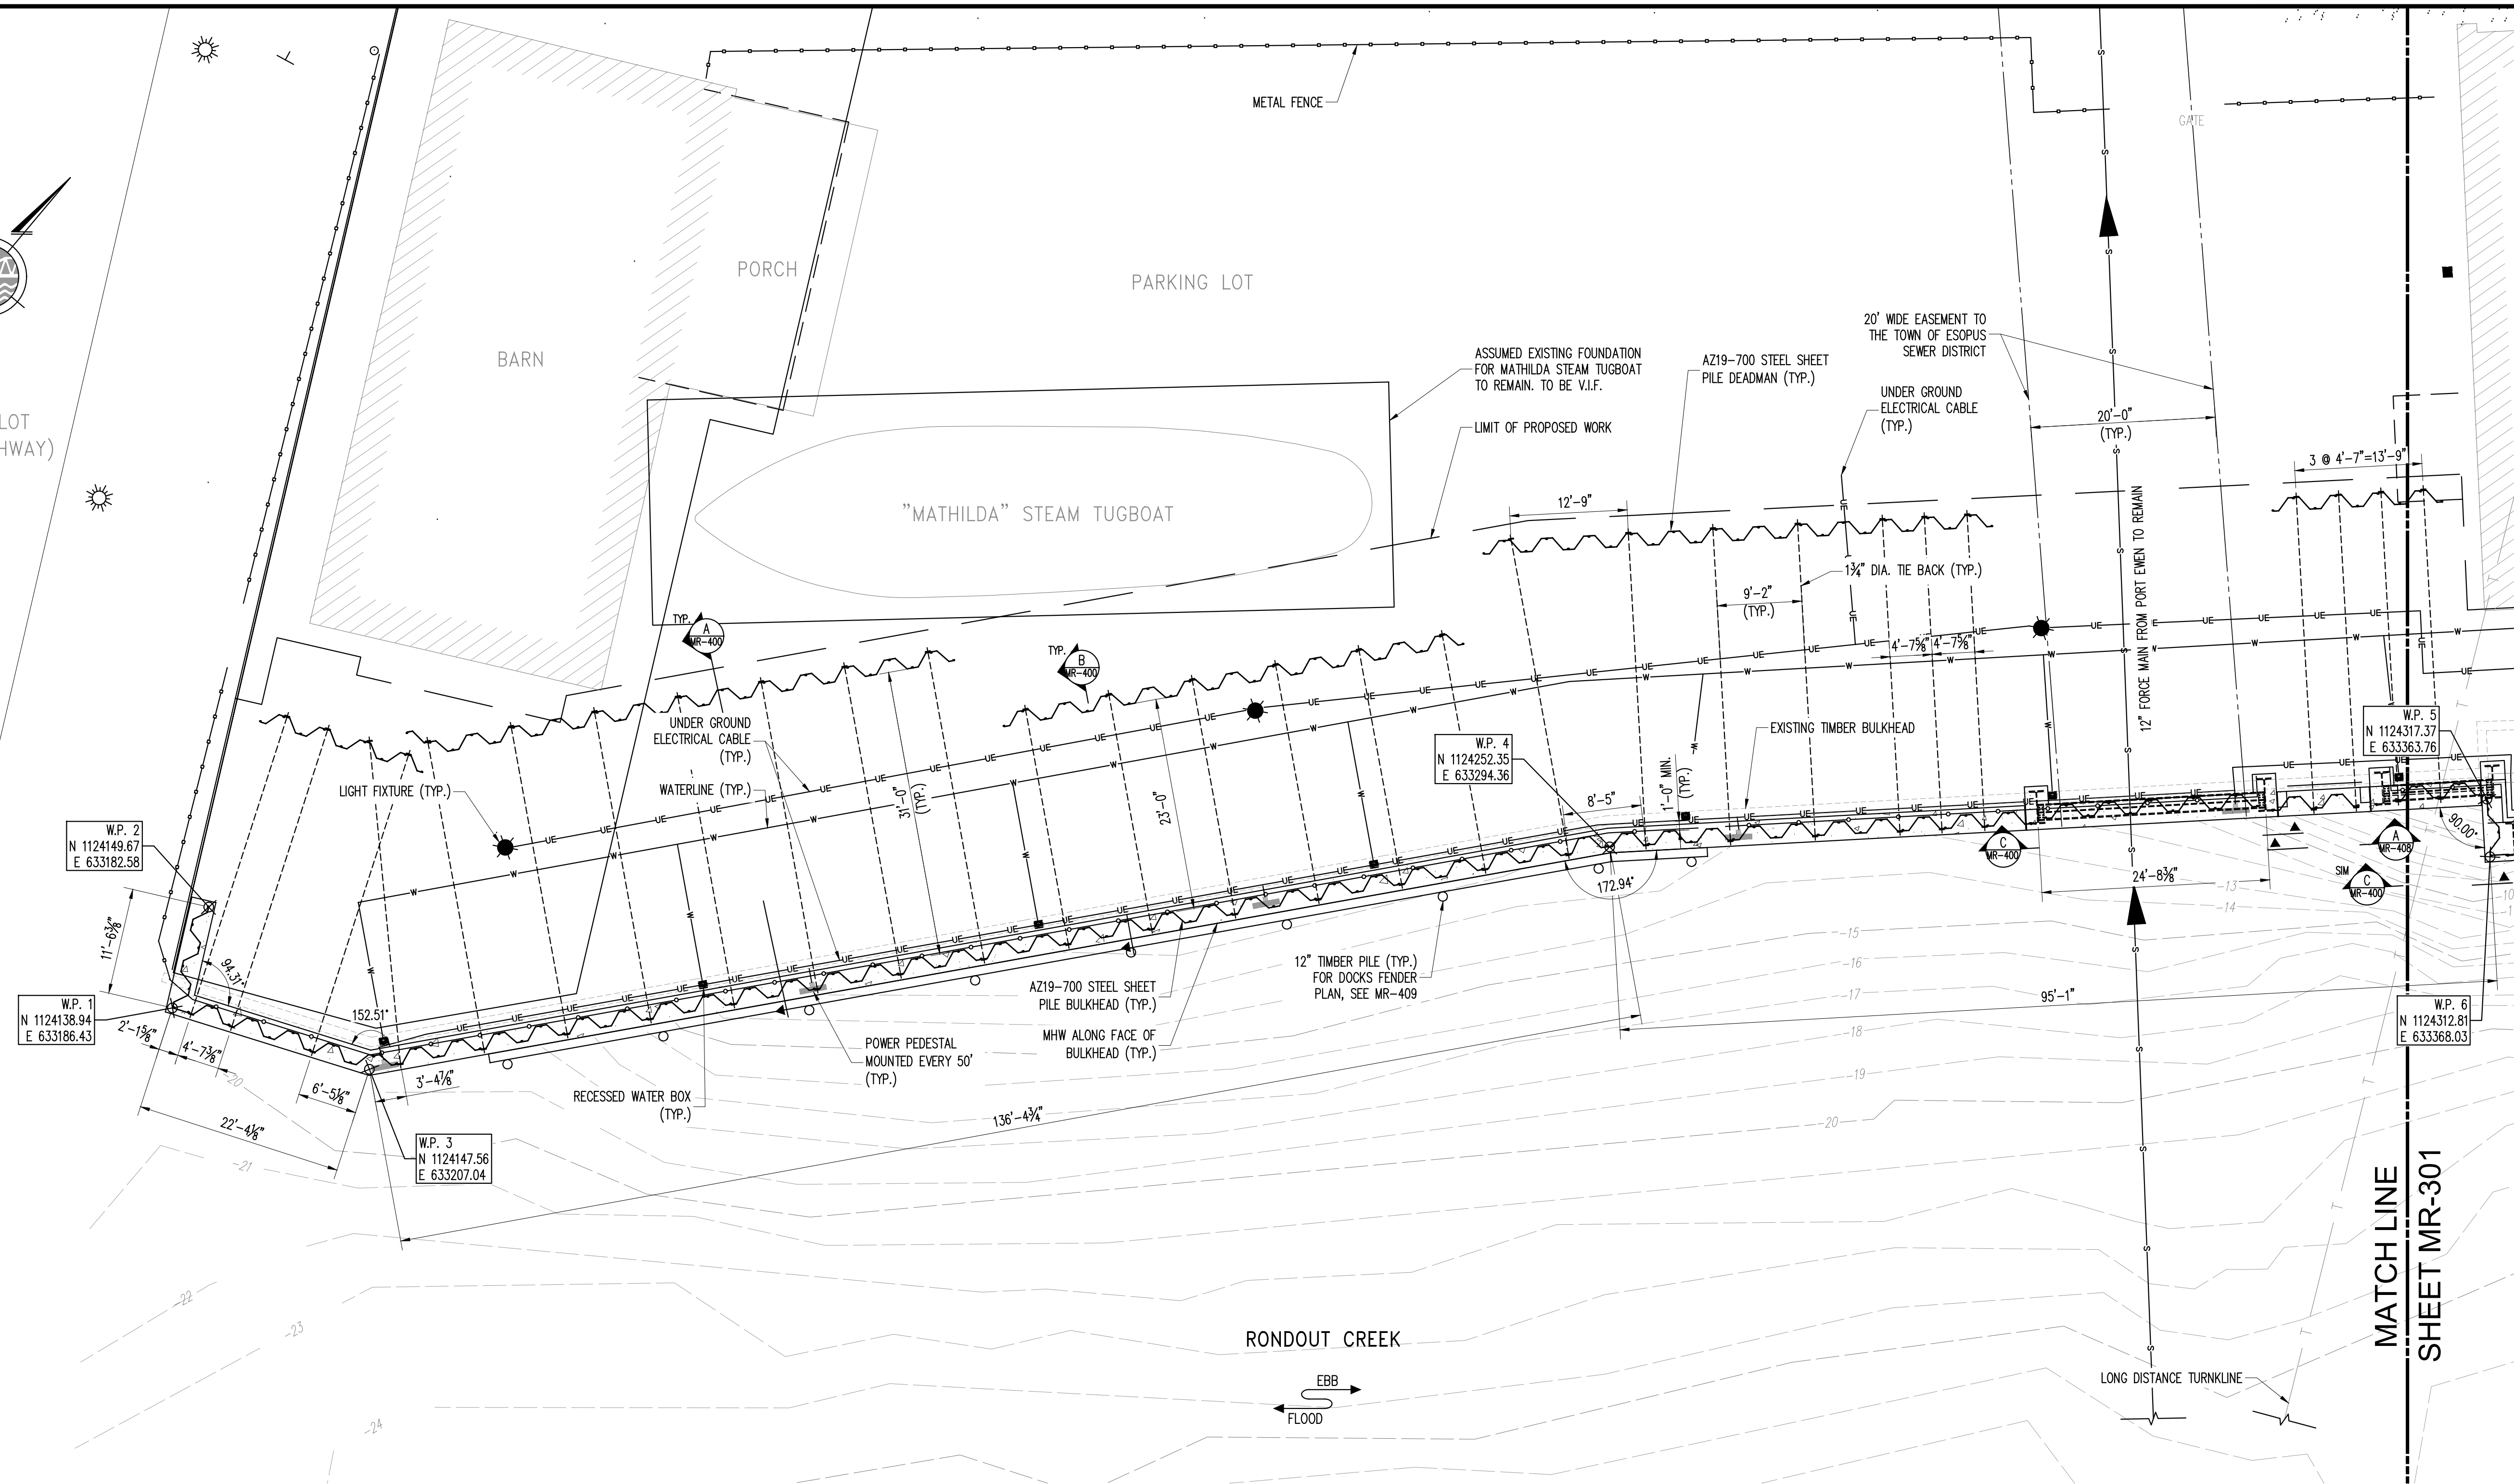 METAL FENCE
GATE
PORCH
PARKING LOT
BARN
LOT
HWAY)
"MATHILDA" STEAM TUGBOAT
ASSUMED EXISTING FOUNDATION
FOR MATHILDA STEAM TUGBOAT
TO REMAIN. TO BE V.I.F.
LIMIT OF PROPOSED WORK
AZ19-700 STEEL SHEET
PILE DEADMAN (TYP.)
20' WIDE EASEMENT TO
THE TOWN OF ESOPUS
SEWER DISTRICT
UNDER GROUND
ELECTRICAL CABLE
(TYP.)
20'-0"
(TYP.)
3 @ 4'-7"=13'-9"
12'-9"
12" FORCE MAIN FROM PORT EWEN TO REMAIN
1¾" DIA. TIE BACK (TYP.)
9'-2"
(TYP.)
4'-7⅝"
4'-7⅝"
TYP.
A
MR-400
TYP.
B
MR-400
UNDER GROUND
ELECTRICAL CABLE
(TYP.)
WATERLINE (TYP.)
LIGHT FIXTURE (TYP.)
31'-0"
(TYP.)
23'-0"
EXISTING TIMBER BULKHEAD
1'-0" MIN.
(TYP.)
8'-5"
W.P. 4
N 1124252.35
E 633294.36
W.P. 5
N 1124317.37
E 633363.76
W.P. 2
N 1124149.67
E 633182.58
90.00°
C
MR-400
A
MR-408
SIM
C
MR-400
172.94°
24'-8⅜"
11'-6⅜"
94.31°
152.51°
W.P. 1
N 1124138.94
E 633186.43
2'-1⅝"
4'-7⅜"
6'-5⅛"
3'-4⅞"
22'-4⅛"
W.P. 3
N 1124147.56
E 633207.04
RECESSED WATER BOX
(TYP.)
POWER PEDESTAL
MOUNTED EVERY 50'
(TYP.)
AZ19-700 STEEL SHEET
PILE BULKHEAD (TYP.)
MHW ALONG FACE OF
BULKHEAD (TYP.)
12" TIMBER PILE (TYP.)
FOR DOCKS FENDER
PLAN, SEE MR-409
136'-4¾"
95'-1"
W.P. 6
N 1124312.81
E 633368.03
-13
-14
-15
-16
-17
-18
-19
-20
-20
-21
-22
-23
-24
RONDOUT CREEK
EBB
FLOOD
LONG DISTANCE TURNKLINE
MATCH LINE
SHEET MR-301